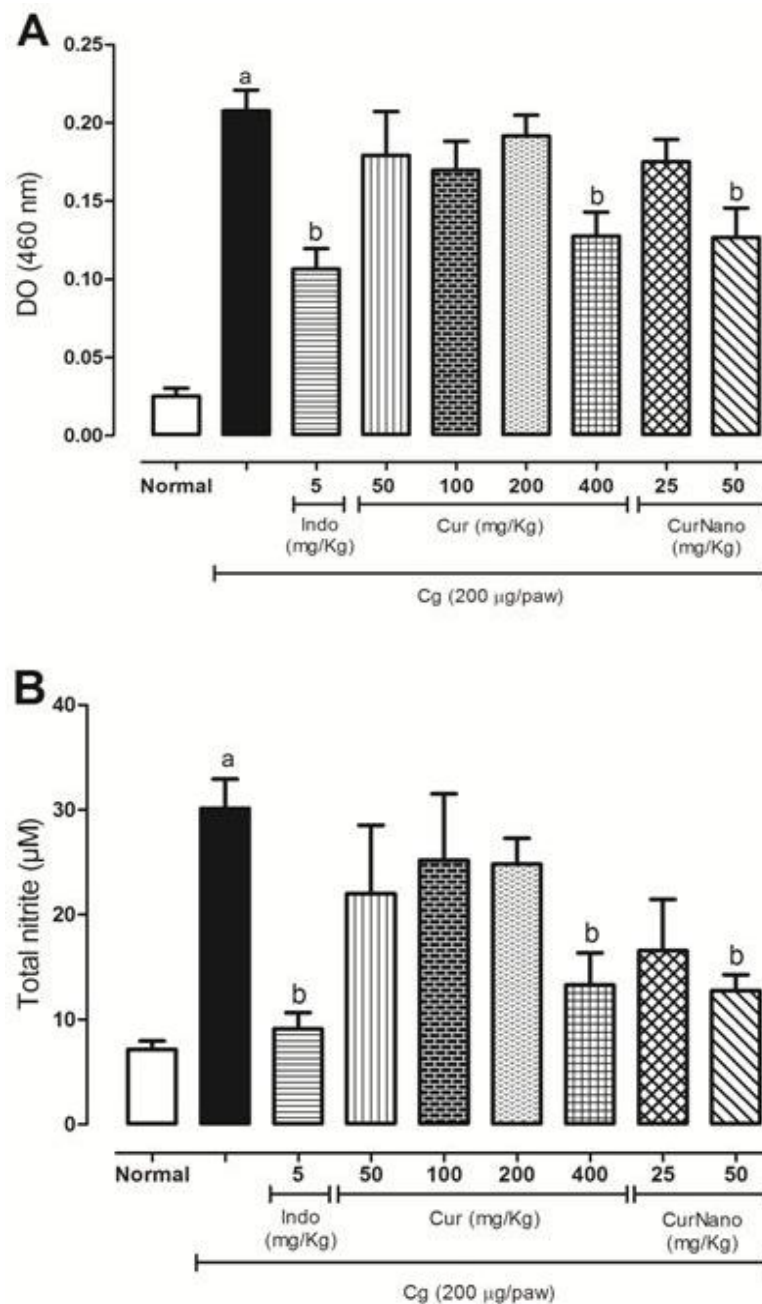 A
0.25
a
0.20
b
b
b
0.15
DO (460 nm)
0.10
0.05
0.00
Normal 5 50 100 200 400 25 50
Indo Cur (mg/Kg) CurNano
(mg/Kg) (mg/Kg)
Cg (200 µg/paw)
B
40
a
30
b
b
b
20
Total nitrite (µM)
10
0
Normal 5 50 100 200 400 25 50
Indo Cur (mg/Kg) CurNano
(mg/Kg) (mg/Kg)
Cg (200 µg/paw)